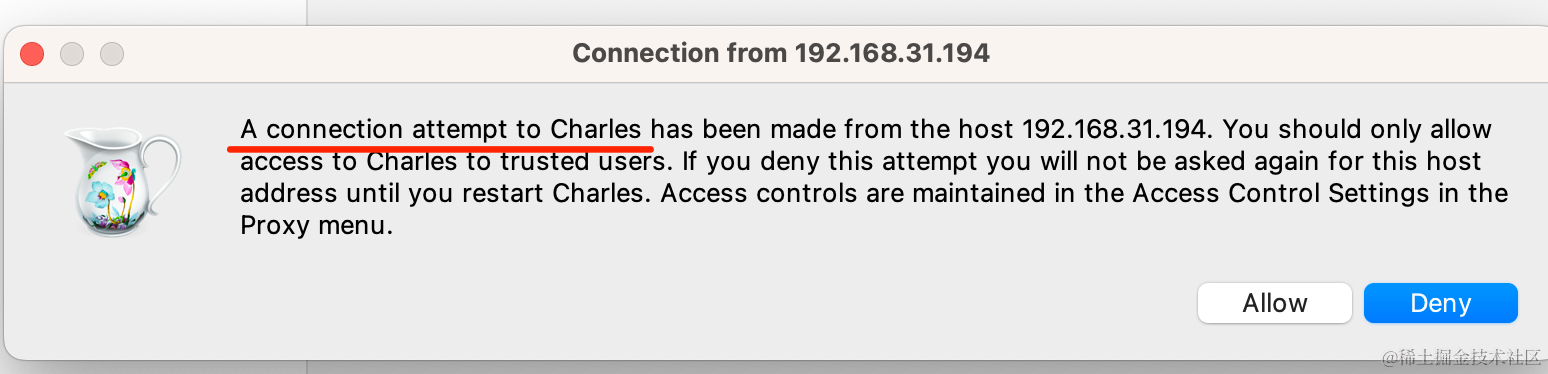 Connection from 192.168.31.194
A connection attempt to Charles has been made from the host 192.168.31.194. You should only allow
access to Charles to trusted users. If you deny this attempt you will not be asked again for this host
address until you restart Charles. Access controls are maintained in the Access Control Settings in the
Proxy menu.
Allow
Deny
@稀土掘金技术社区